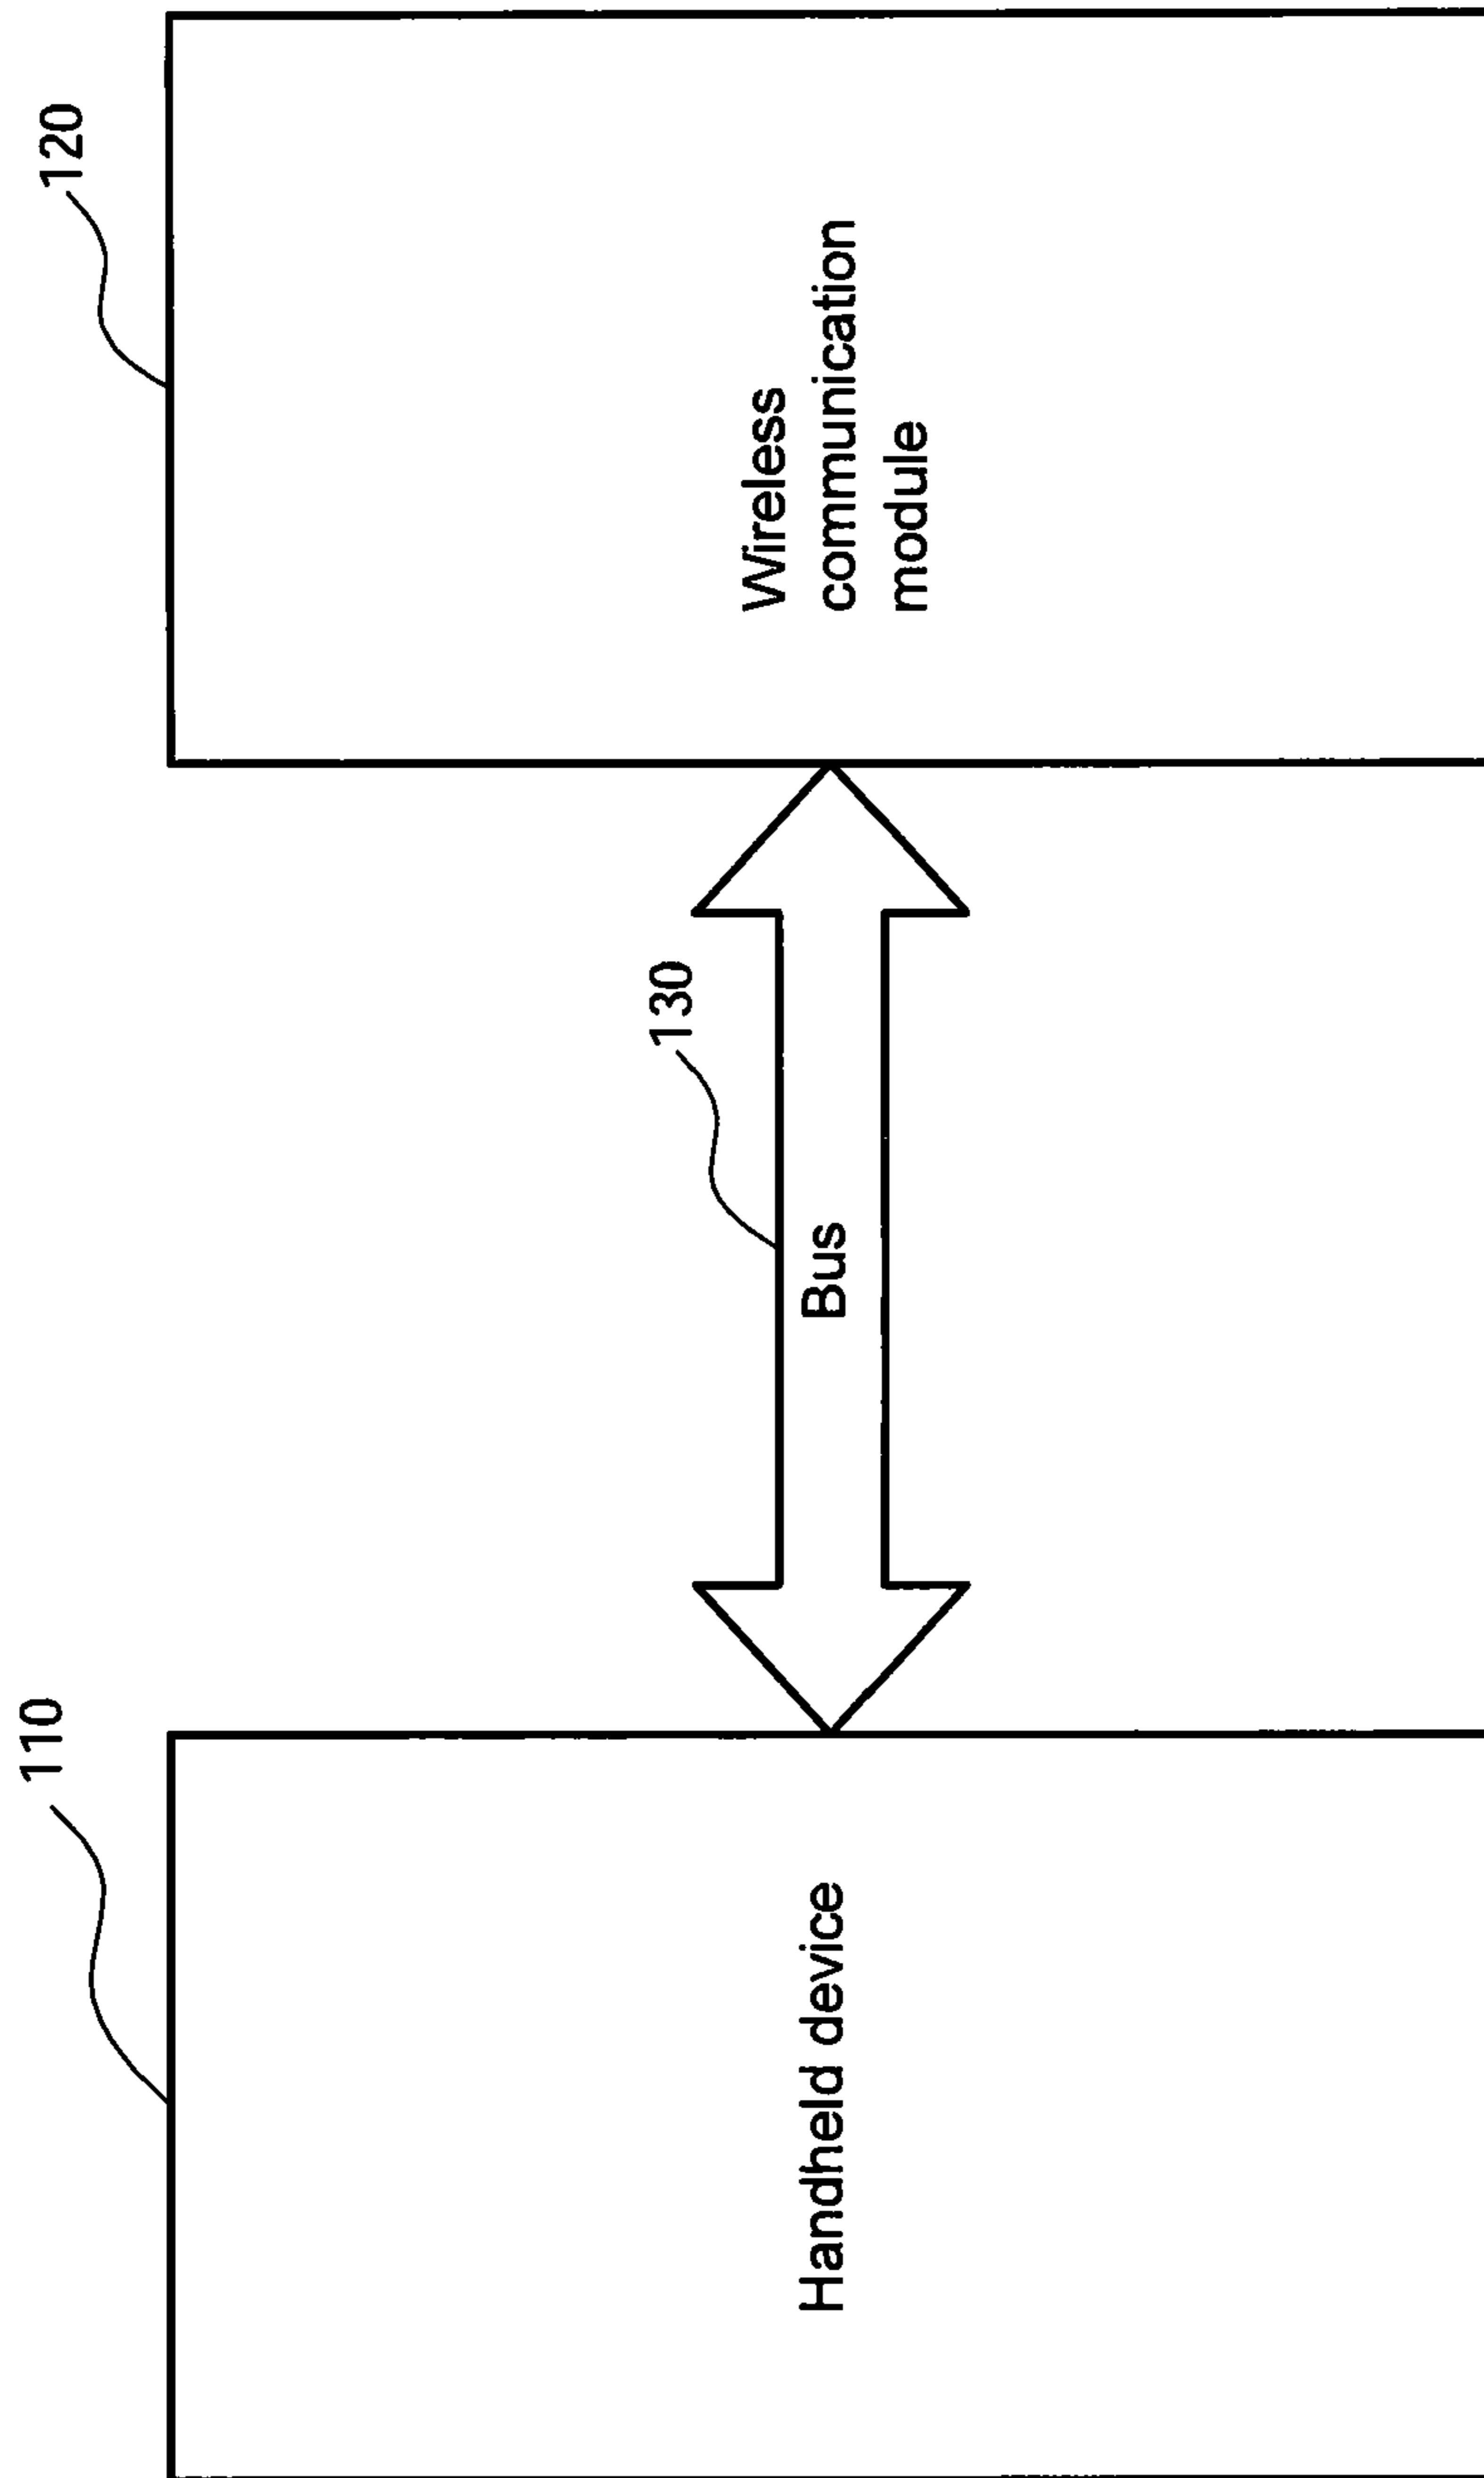 110
Handheld device
130
Bus
120
Wireless
communication
module